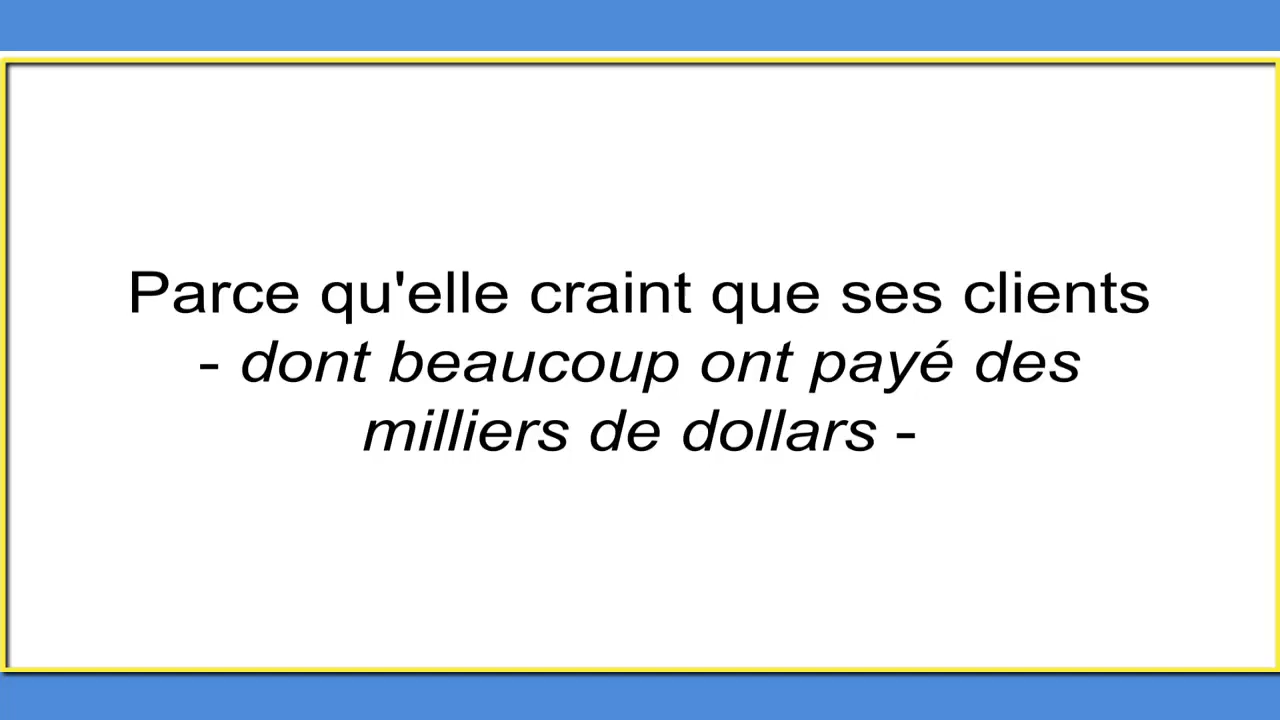 Parce qu'elle craint que ses clients
- dont beaucoup ont payé des
milliers de dollars -